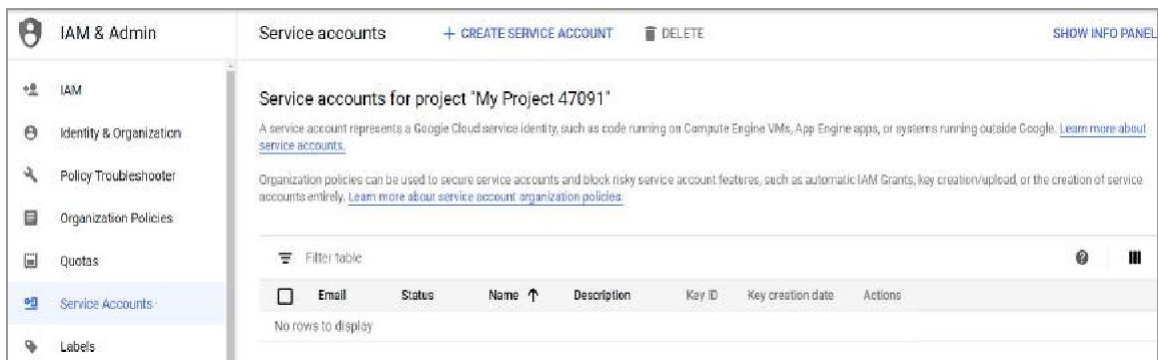 IAM & Admin
Service accounts
+ CREATE SERVICE ACCOUNT
DELETE
SHOW INFO PANEL
IAM
Identity & Organization
Policy Troubleshooter
Organization Policies
Quotas
Service Accounts
Labels
Service accounts for project "My Project 47091"
A service account represents a Google Cloud service identity, such as code running on Compute Engine VMs, App Engine apps, or systems running outside Google. Learn more about
service accounts.
Organization policies can be used to secure service accounts and block risky service account features, such as automatic IAM Grants, key creation/upload, or the creation of service
accounts entirely. Learn more about service account organization policies.
Filter table
Email Status Name ↑ Description Key ID Key creation date Actions
No rows to display